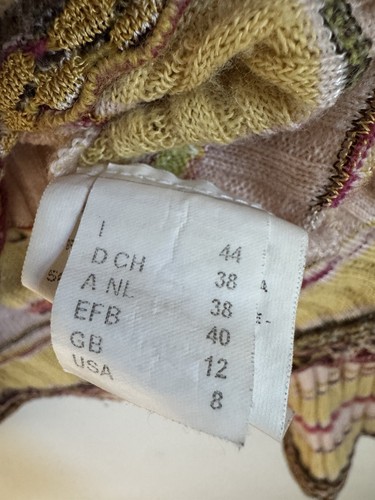 I 44
D CH 38
A NL 38
EFB 40
GB 12
USA 8